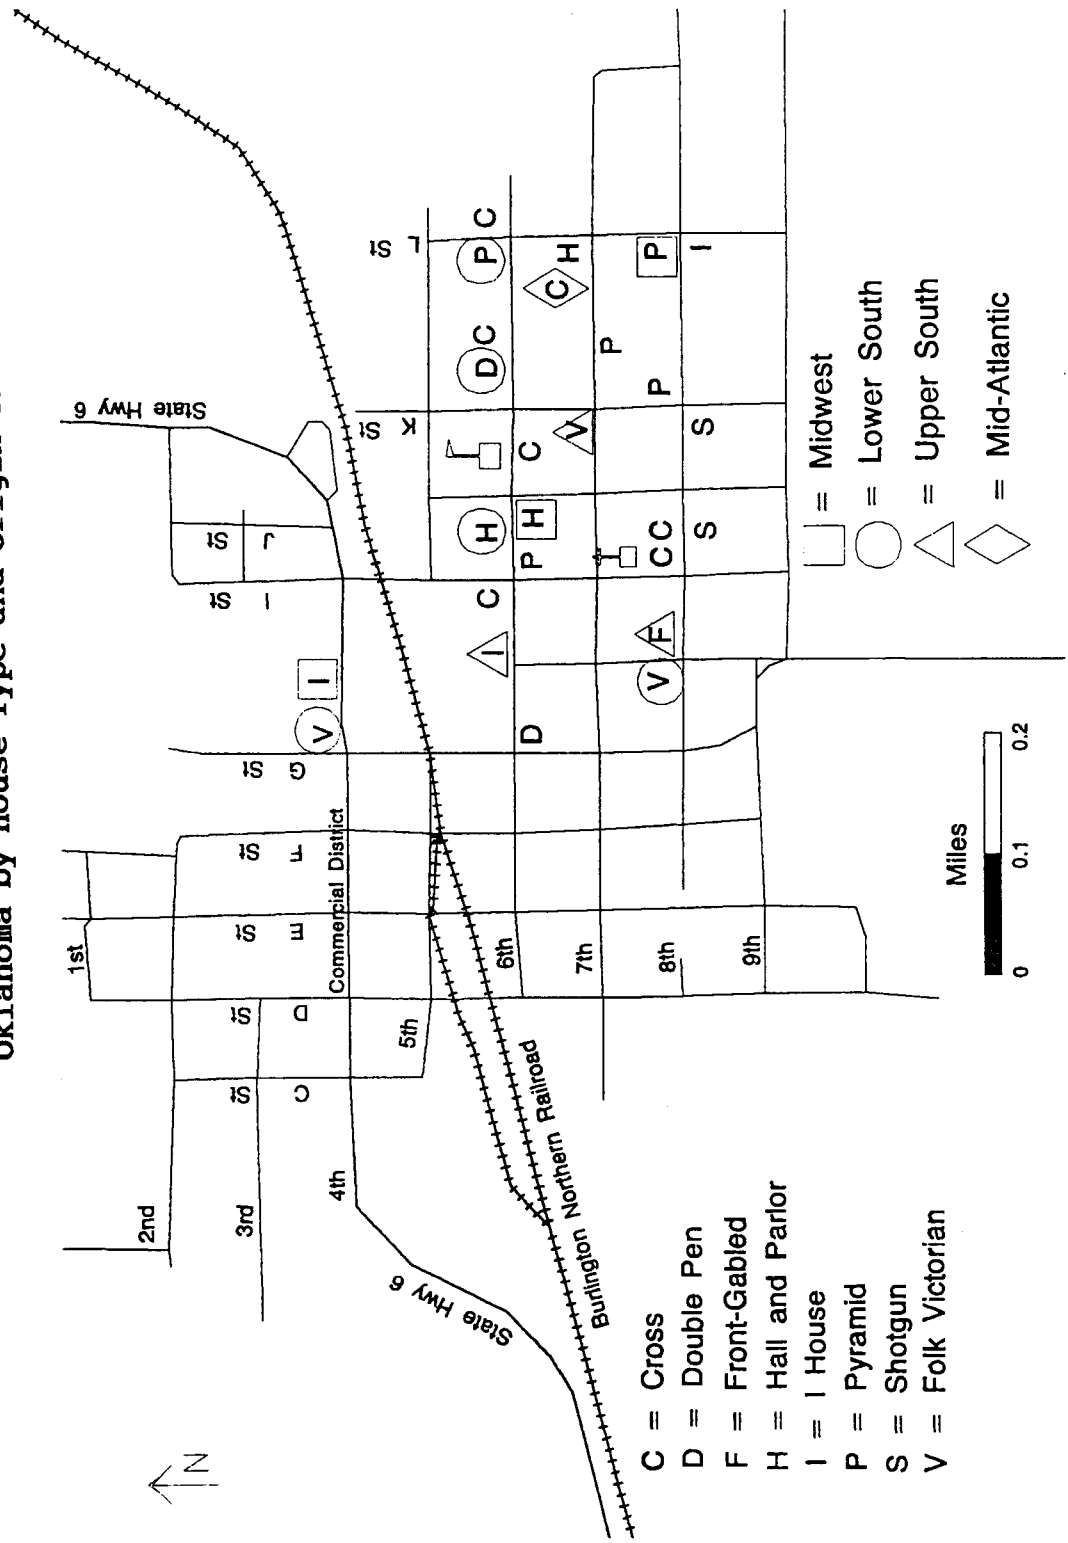 Oklahoma by House Type and Origin
State Hwy 6
1st
2nd
3rd
4th
5th
6th
7th
8th
9th
C St
D St
E St
F St
G St
I St
J St
K St
L St
Commercial District
State Hwy 6
Burlington Northern Railroad
N
V
I
I
C
H
D
C
P
C
D
P
H
C
V
C
H
P
P
V
F
C C
P
S
S
I
C = Cross
D = Double Pen
F = Front-Gabled
H = Hall and Parlor
I = I House
P = Pyramid
S = Shotgun
V = Folk Victorian
= Midwest
= Lower South
= Upper South
= Mid-Atlantic
Miles
0 0.1 0.2